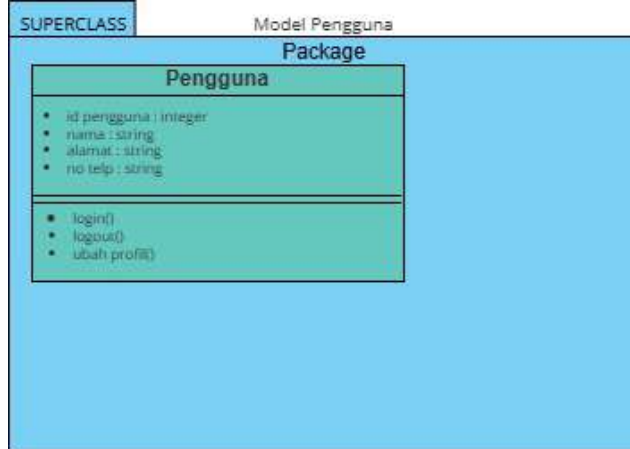 SUPERCLASS
Model Pengguna
Package
Pengguna
id pengguna : integer
nama : string
alamat : string
no telp : string
login()
logout()
ubah profil()